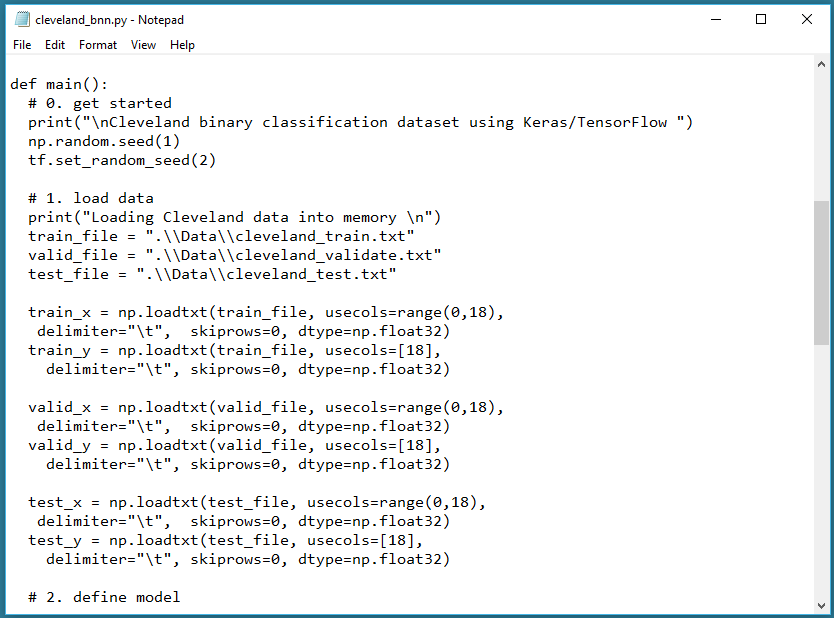 cleveland_bnn.py - Notepad
File Edit Format View Help
def main():
  # 0. get started
  print("\nCleveland binary classification dataset using Keras/TensorFlow ")
  np.random.seed(1)
  tf.set_random_seed(2)

  # 1. load data
  print("Loading Cleveland data into memory \n")
  train_file = ".\\Data\\cleveland_train.txt"
  valid_file = ".\\Data\\cleveland_validate.txt"
  test_file = ".\\Data\\cleveland_test.txt"

  train_x = np.loadtxt(train_file, usecols=range(0,18),
   delimiter="\t",  skiprows=0, dtype=np.float32)
  train_y = np.loadtxt(train_file, usecols=[18],
    delimiter="\t", skiprows=0, dtype=np.float32)

  valid_x = np.loadtxt(valid_file, usecols=range(0,18),
   delimiter="\t",  skiprows=0, dtype=np.float32)
  valid_y = np.loadtxt(valid_file, usecols=[18],
    delimiter="\t", skiprows=0, dtype=np.float32)

  test_x = np.loadtxt(test_file, usecols=range(0,18),
   delimiter="\t",  skiprows=0, dtype=np.float32)
  test_y = np.loadtxt(test_file, usecols=[18],
    delimiter="\t", skiprows=0, dtype=np.float32)

  # 2. define model